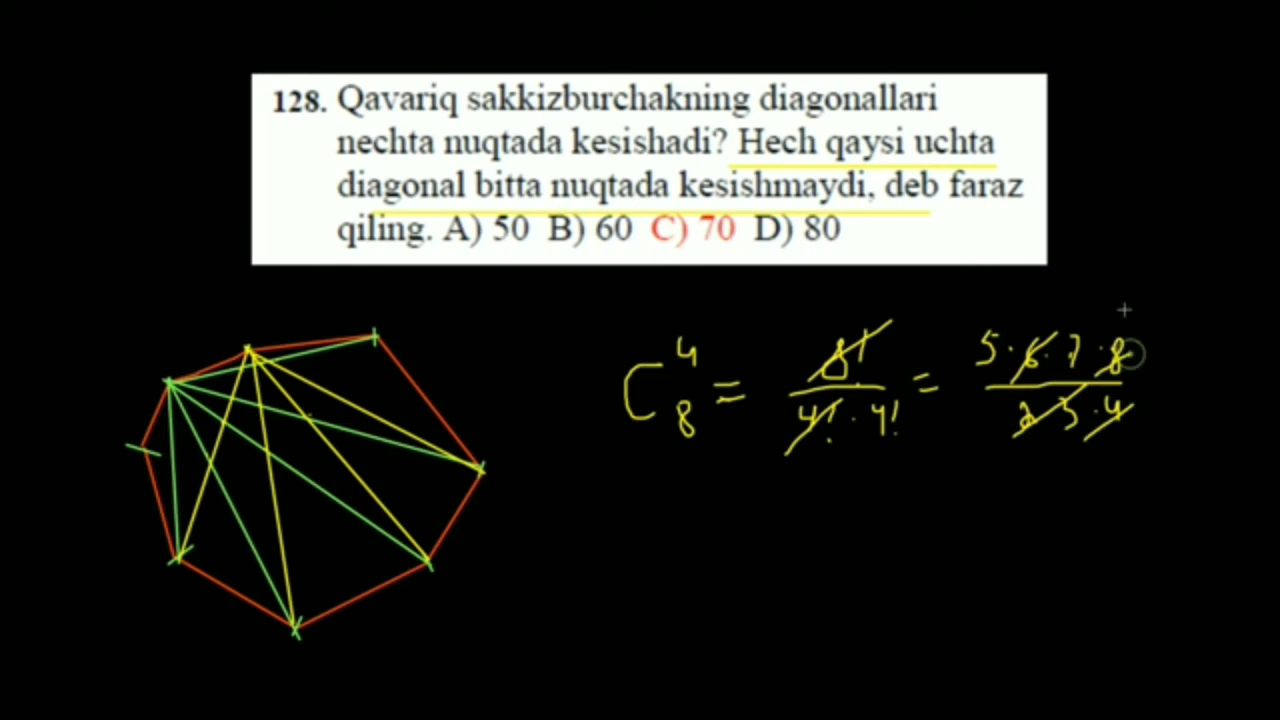 128. Qavariq sakkizburchakning diagonallari
nechta nuqtada kesishadi? Hech qaysi uchta
diagonal bitta nuqtada kesishmaydi, deb faraz
qiling. A) 50 B) 60 C) 70 D) 80
C₈⁴ = 8! / (4! · 4!) = (5 · 6 · 7 · 8) / (2 · 3 · 4)